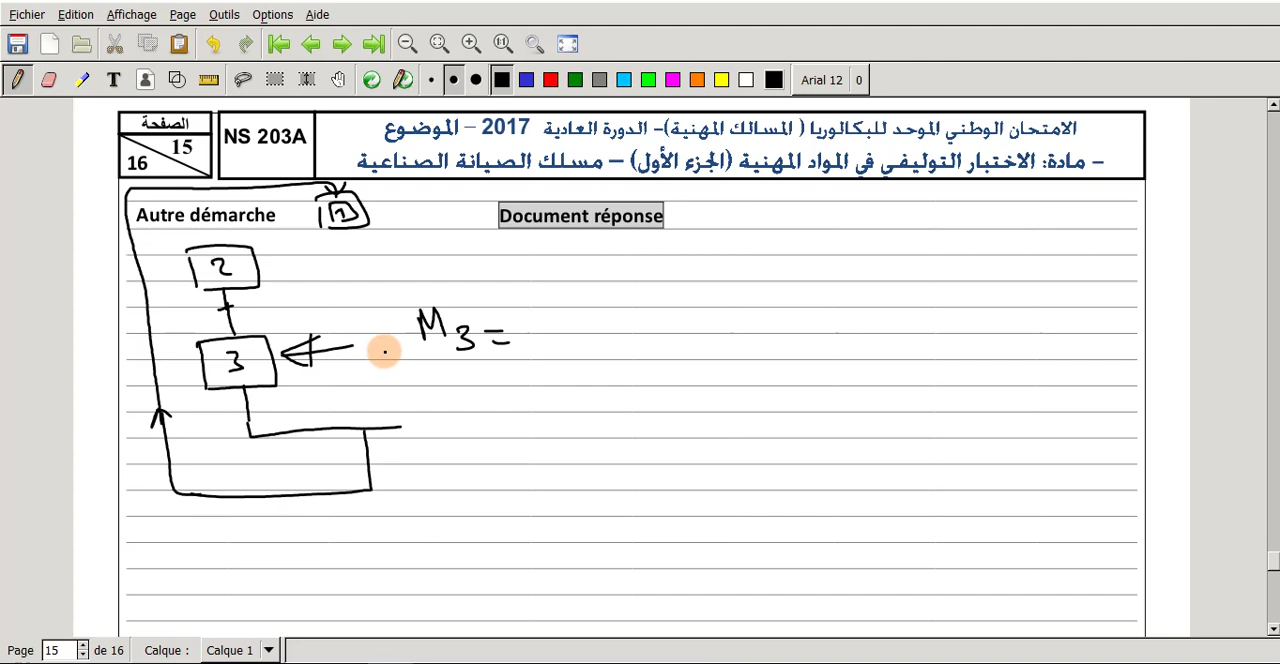 Fichier Edition Affichage Page Outils Options Aide
Arial 12 0
الصفحة
15
16
NS 203A
الامتحان الوطني الموحد للبكالوريا (المسالك المهنية)- الدورة العادية 2017 – الموضوع
- مادة: الاختبار التوليفي في المواد المهنية (الجزء الأول) – مسلك الصيانة الصناعية
Autre démarche
Document réponse
2
3
M3 =
Page 15 de 16 Calque : Calque 1